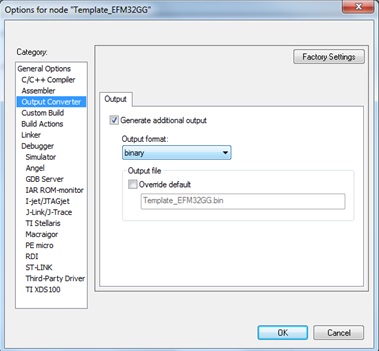 Options for node "Template_EFM32GG"
Category:
General Options
C/C++ Compiler
Assembler
Output Converter
Custom Build
Build Actions
Linker
Debugger
Simulator
Angel
GDB Server
IAR ROM-monitor
I-jet/JTAGjet
J-Link/J-Trace
TI Stellaris
Macraigor
PE micro
RDI
ST-LINK
Third-Party Driver
TI XDS100
Factory Settings
Output
Generate additional output
Output format:
binary
Output file
Override default
Template_EFM32GG.bin
OK
Cancel